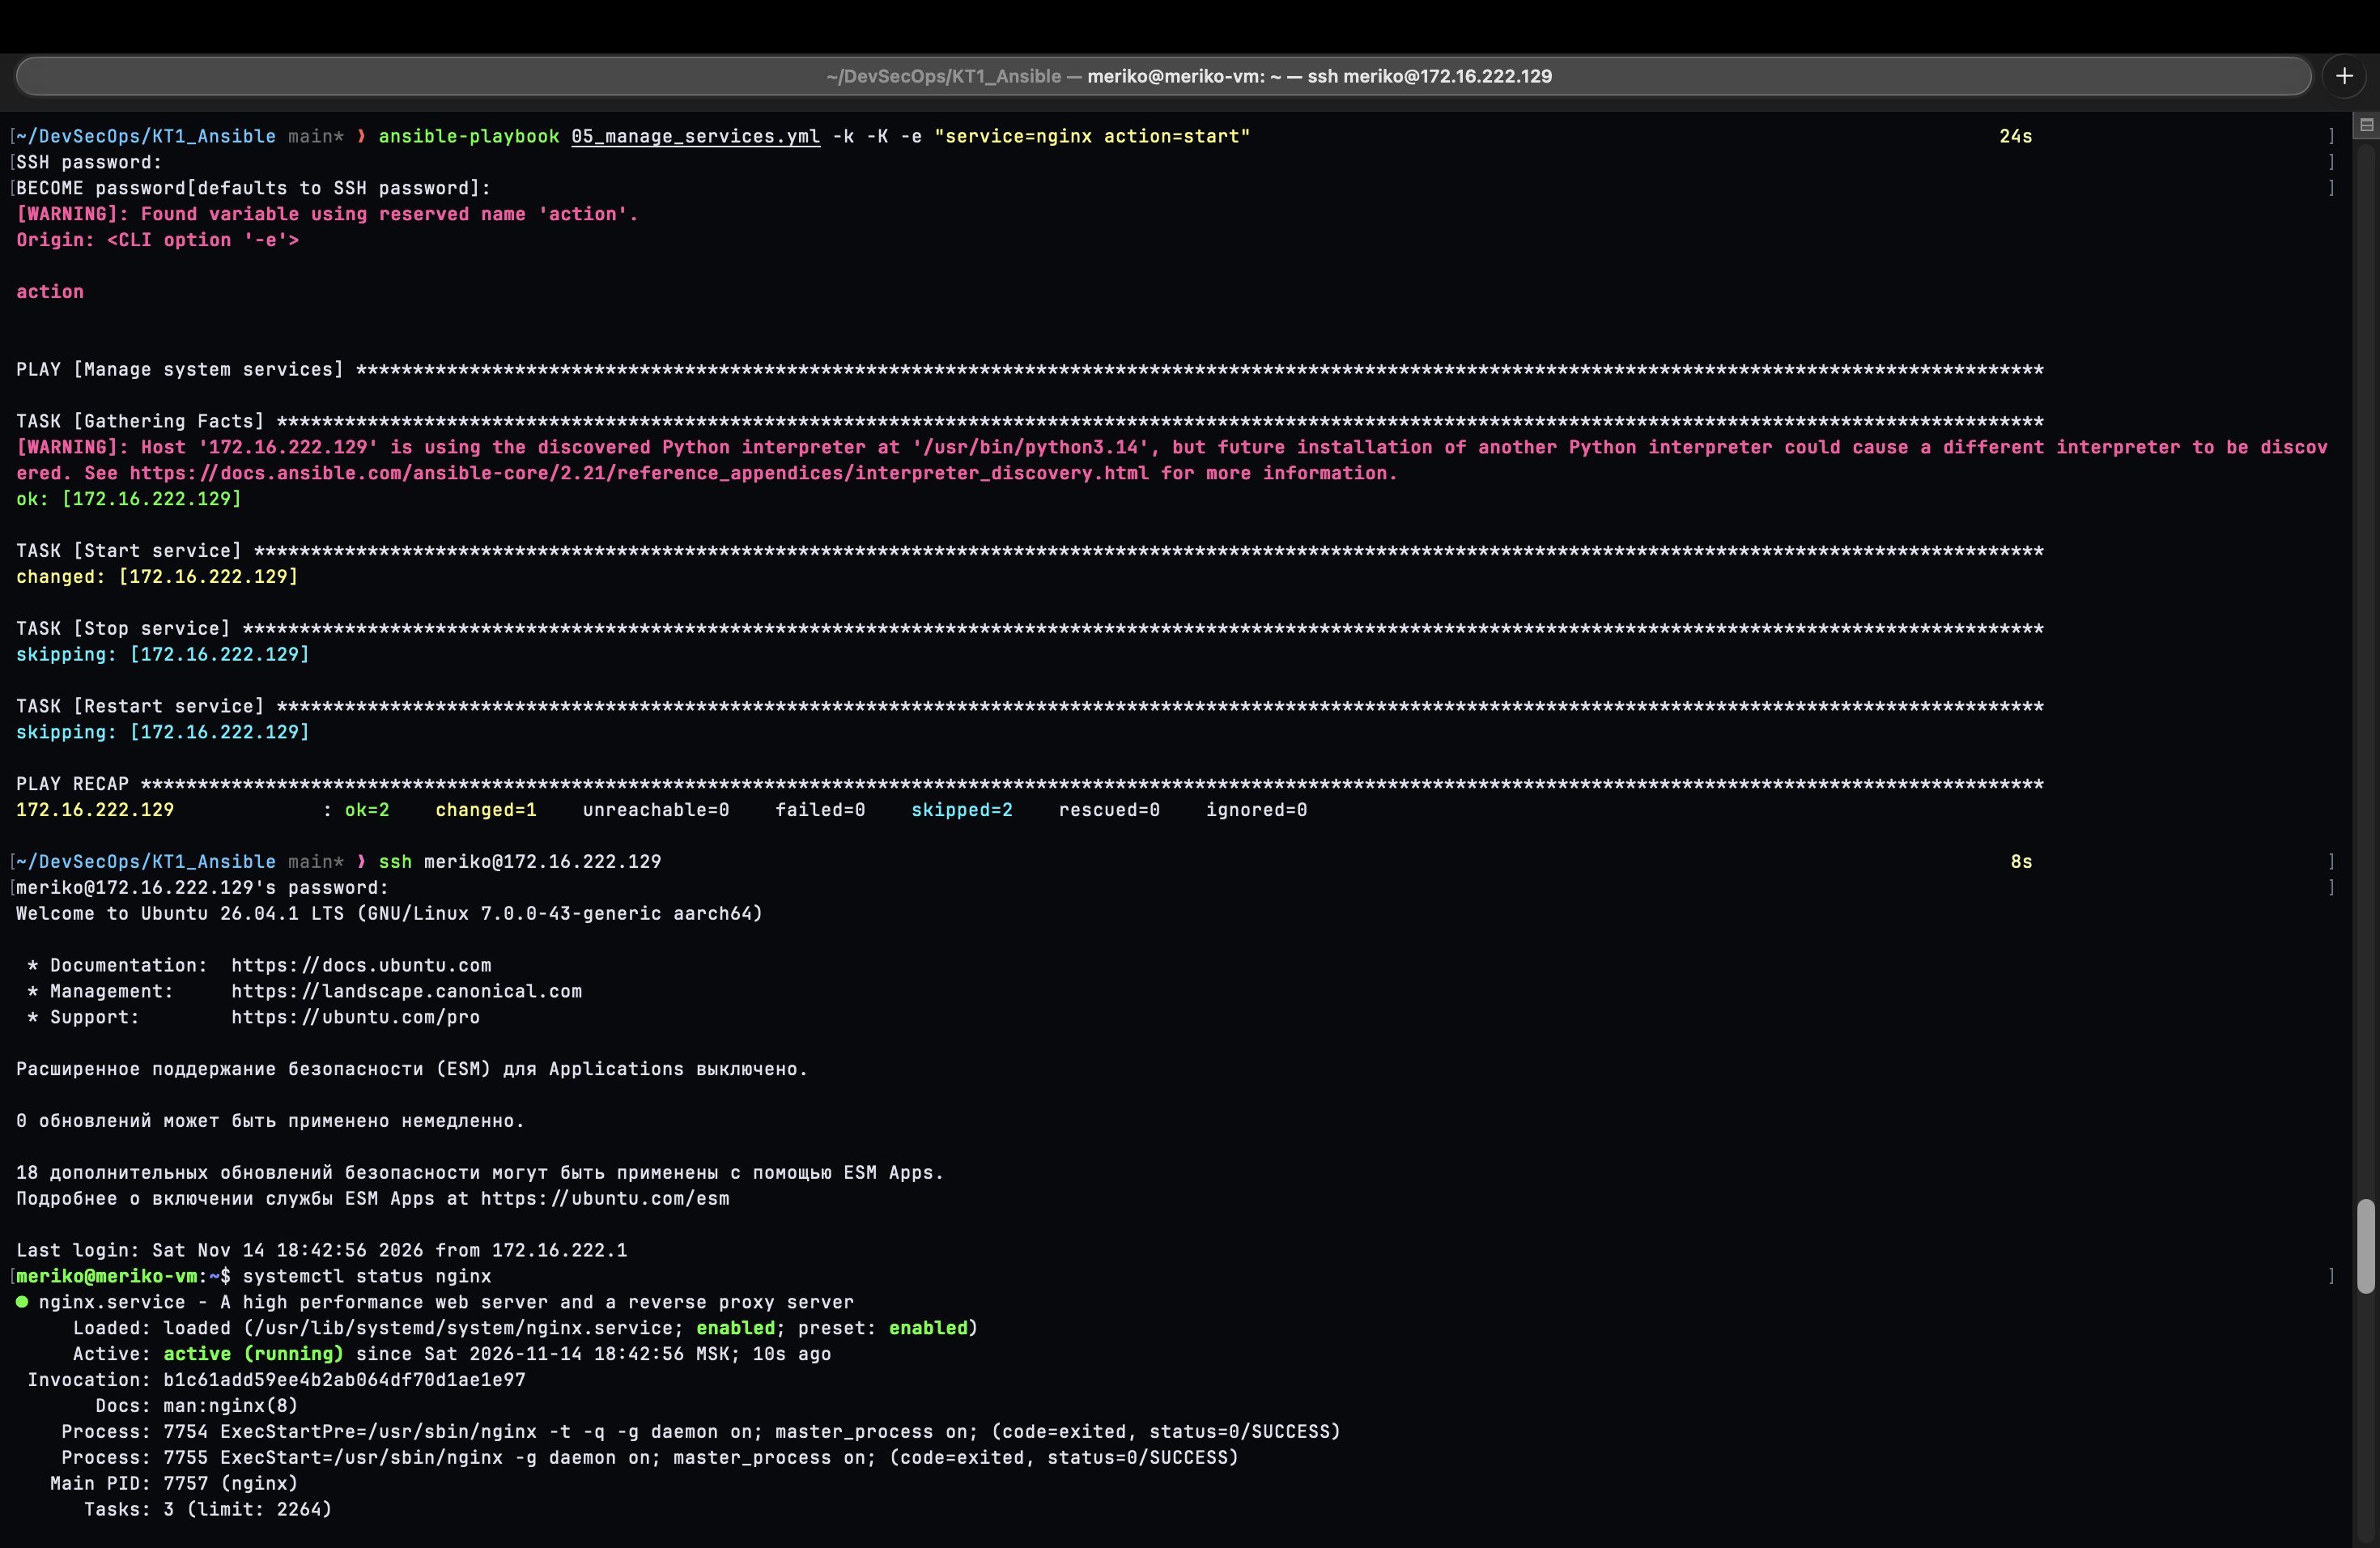 ~/DevSecOps/KT1_Ansible — meriko@meriko-vm: ~ — ssh meriko@172.16.222.129
[~/DevSecOps/KT1_Ansible main* ❱ ansible-playbook 05_manage_services.yml -k -K -e "service=nginx action=start" 24s ]
[SSH password: ]
[BECOME password[defaults to SSH password]: ]
[WARNING]: Found variable using reserved name 'action'.
Origin: <CLI option '-e'>
action
PLAY [Manage system services] *****************************************************************************************************************************************************
TASK [Gathering Facts] ************************************************************************************************************************************************************
[WARNING]: Host '172.16.222.129' is using the discovered Python interpreter at '/usr/bin/python3.14', but future installation of another Python interpreter could cause a different interpreter to be discov
ered. See https://docs.ansible.com/ansible-core/2.21/reference_appendices/interpreter_discovery.html for more information.
ok: [172.16.222.129]
TASK [Start service] **************************************************************************************************************************************************************
changed: [172.16.222.129]
TASK [Stop service] ***************************************************************************************************************************************************************
skipping: [172.16.222.129]
TASK [Restart service] ************************************************************************************************************************************************************
skipping: [172.16.222.129]
PLAY RECAP ************************************************************************************************************************************************************************
172.16.222.129 : ok=2 changed=1 unreachable=0 failed=0 skipped=2 rescued=0 ignored=0
[~/DevSecOps/KT1_Ansible main* ❱ ssh meriko@172.16.222.129 8s ]
[meriko@172.16.222.129's password: ]
Welcome to Ubuntu 26.04.1 LTS (GNU/Linux 7.0.0-43-generic aarch64)
* Documentation: https://docs.ubuntu.com
* Management: https://landscape.canonical.com
* Support: https://ubuntu.com/pro
Расширенное поддержание безопасности (ESM) для Applications выключено.
0 обновлений может быть применено немедленно.
18 дополнительных обновлений безопасности могут быть применены с помощью ESM Apps.
Подробнее о включении службы ESM Apps at https://ubuntu.com/esm
Last login: Sat Nov 14 18:42:56 2026 from 172.16.222.1
[meriko@meriko-vm:~$ systemctl status nginx ]
● nginx.service - A high performance web server and a reverse proxy server
Loaded: loaded (/usr/lib/systemd/system/nginx.service; enabled; preset: enabled)
Active: active (running) since Sat 2026-11-14 18:42:56 MSK; 10s ago
Invocation: b1c61add59ee4b2ab064df70d1ae1e97
Docs: man:nginx(8)
Process: 7754 ExecStartPre=/usr/sbin/nginx -t -q -g daemon on; master_process on; (code=exited, status=0/SUCCESS)
Process: 7755 ExecStart=/usr/sbin/nginx -g daemon on; master_process on; (code=exited, status=0/SUCCESS)
Main PID: 7757 (nginx)
Tasks: 3 (limit: 2264)